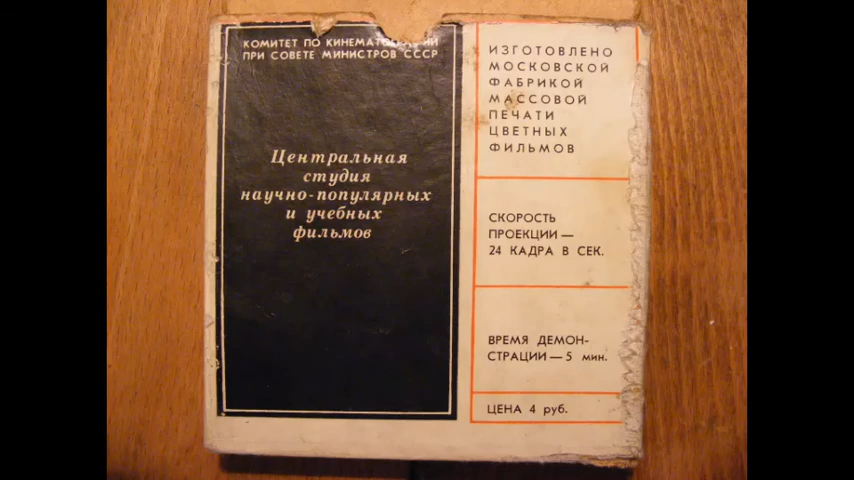 КОМИТЕТ ПО КИНЕМАТОГРАФИИ
ПРИ СОВЕТЕ МИНИСТРОВ СССР
Центральная
студия
научно-популярных
и учебных
фильмов
ИЗГОТОВЛЕНО
МОСКОВСКОЙ
ФАБРИКОЙ
МАССОВОЙ
ПЕЧАТИ
ЦВЕТНЫХ
ФИЛЬМОВ
СКОРОСТЬ
ПРОЕКЦИИ —
24 КАДРА В СЕК.
ВРЕМЯ ДЕМОН-
СТРАЦИИ — 5 мин.
ЦЕНА 4 руб.